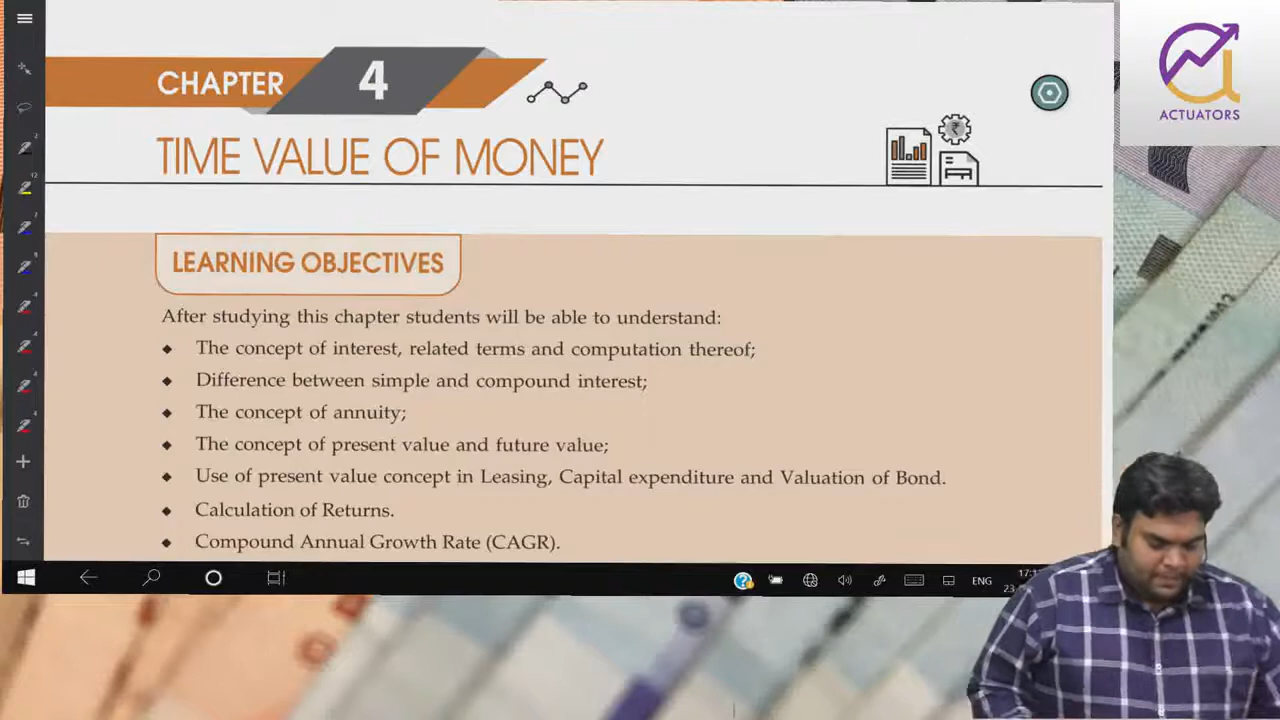 CHAPTER 4
TIME VALUE OF MONEY
LEARNING OBJECTIVES
After studying this chapter students will be able to understand:
◆ The concept of interest, related terms and computation thereof;
◆ Difference between simple and compound interest;
◆ The concept of annuity;
◆ The concept of present value and future value;
◆ Use of present value concept in Leasing, Capital expenditure and Valuation of Bond.
◆ Calculation of Returns.
◆ Compound Annual Growth Rate (CAGR).
ENG
ACTUATORS